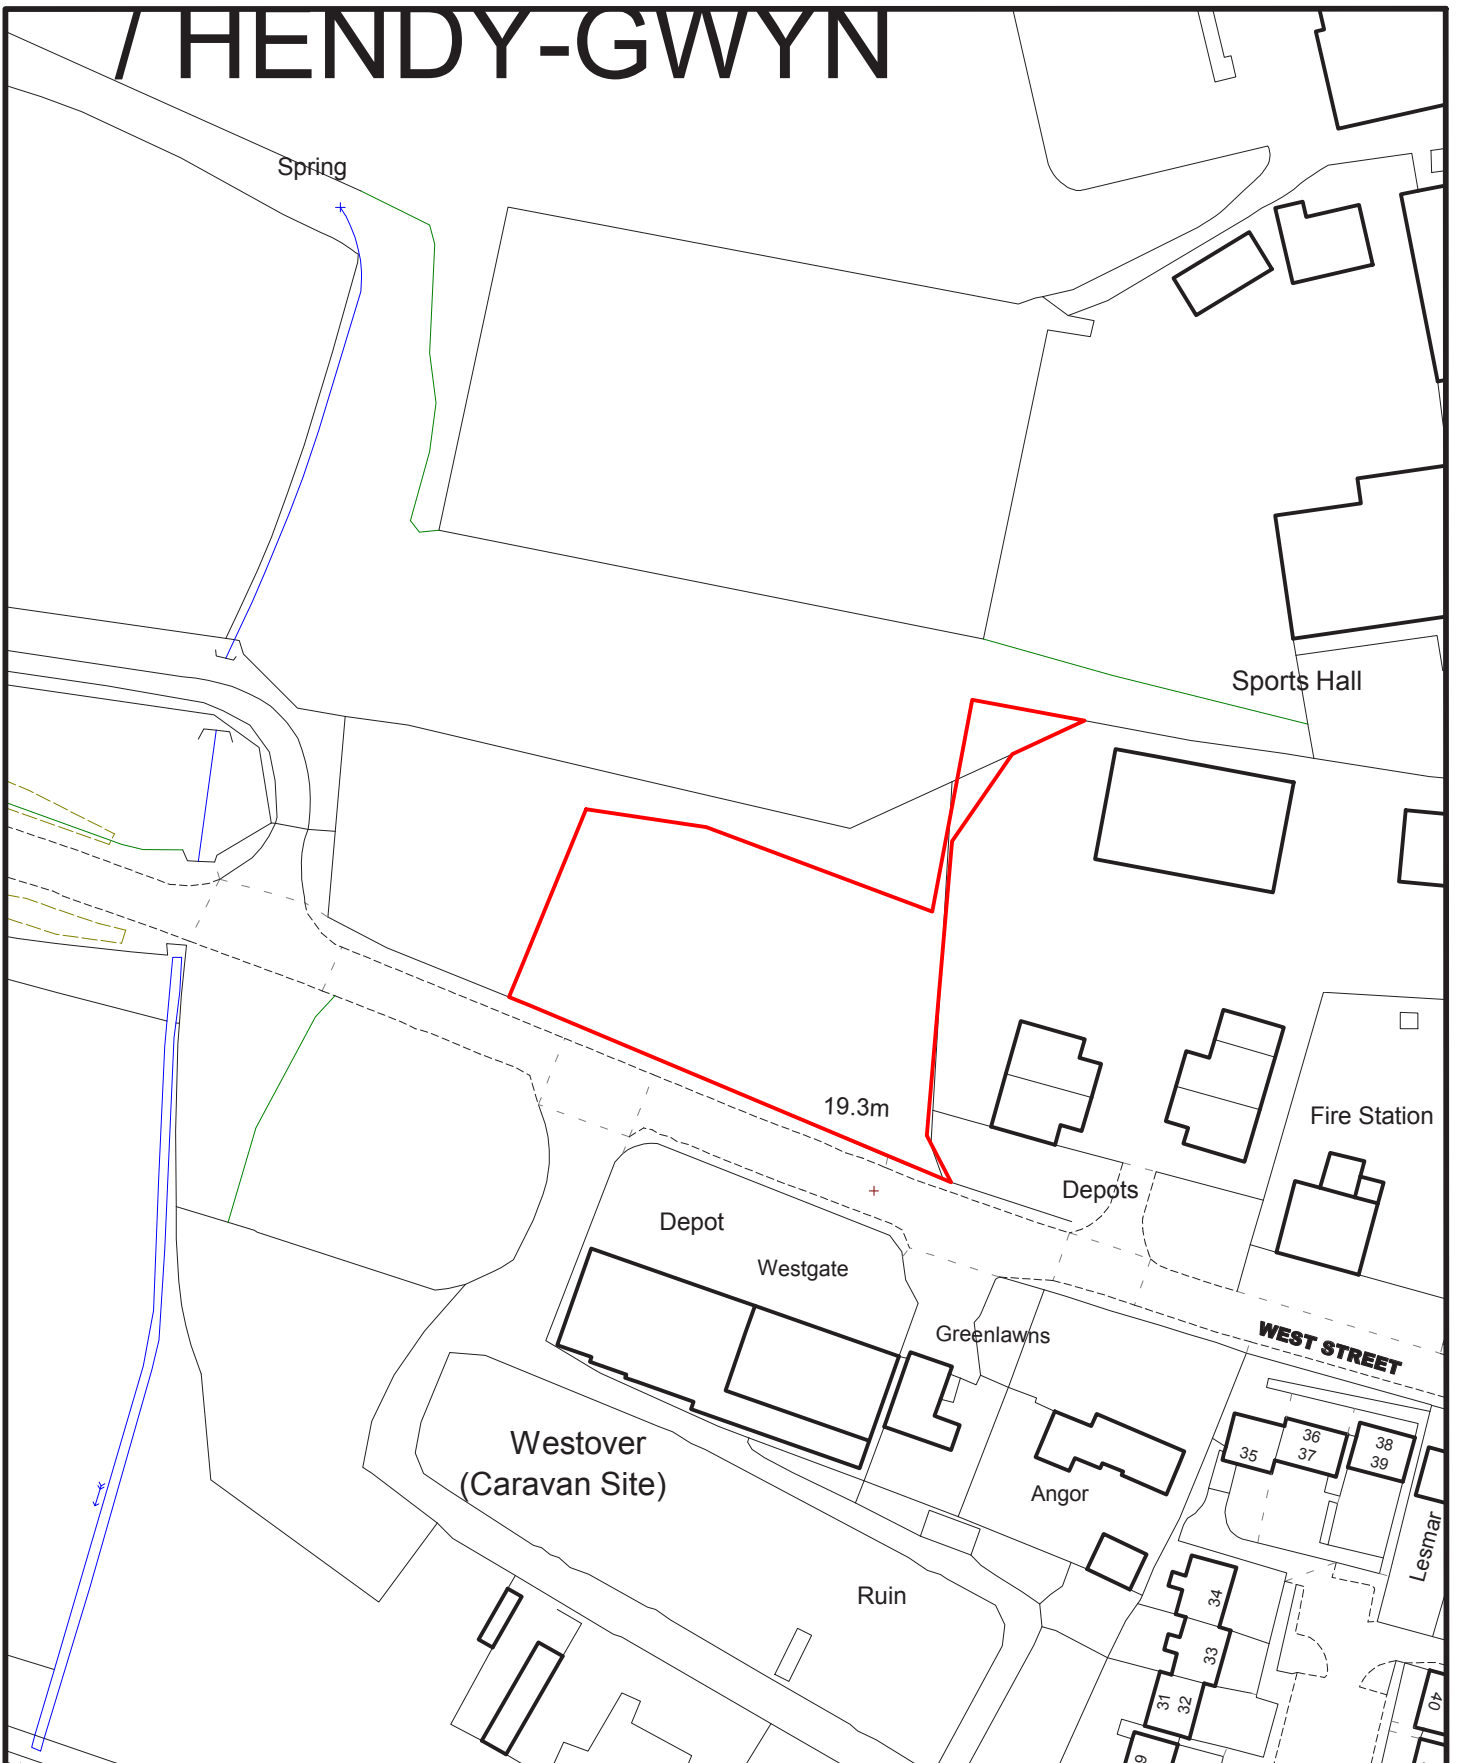 / HENDY-GWYN
Spring
Sports Hall
19.3m
Fire Station
Depots
Depot
Westgate
Greenlawns
WEST STREET
Westover
(Caravan Site)
Angor
35
36
37
38
39
Lesmar
Ruin
34
33
31
32
40